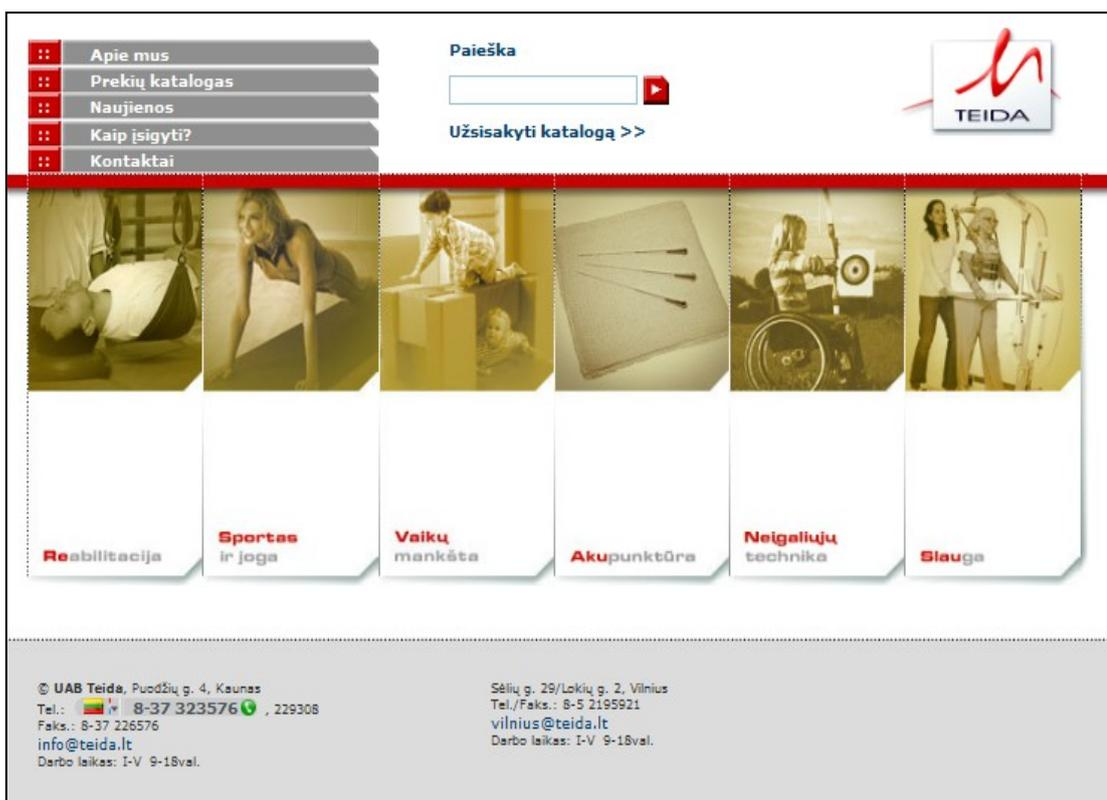 Apie mus
Prekių katalogas
Naujienos
Kaip įsigyti?
Kontaktai
Paieška
Užsisakyti katalogą >>
TEIDA
Reabilitacija
Sportas
ir joga
Vaikų
mankšta
Akupunktūra
Neįgaliųjų
technika
Slauga
© UAB Teida, Puodžių g. 4, Kaunas
Tel.: 8-37 323576 , 229308
Faks.: 8-37 226576
info@teida.lt
Darbo laikas: I-V 9-18val.
Sėlių g. 29/Lokių g. 2, Vilnius
Tel./Faks.: 8-5 2195921
vilnius@teida.lt
Darbo laikas: I-V 9-18val.